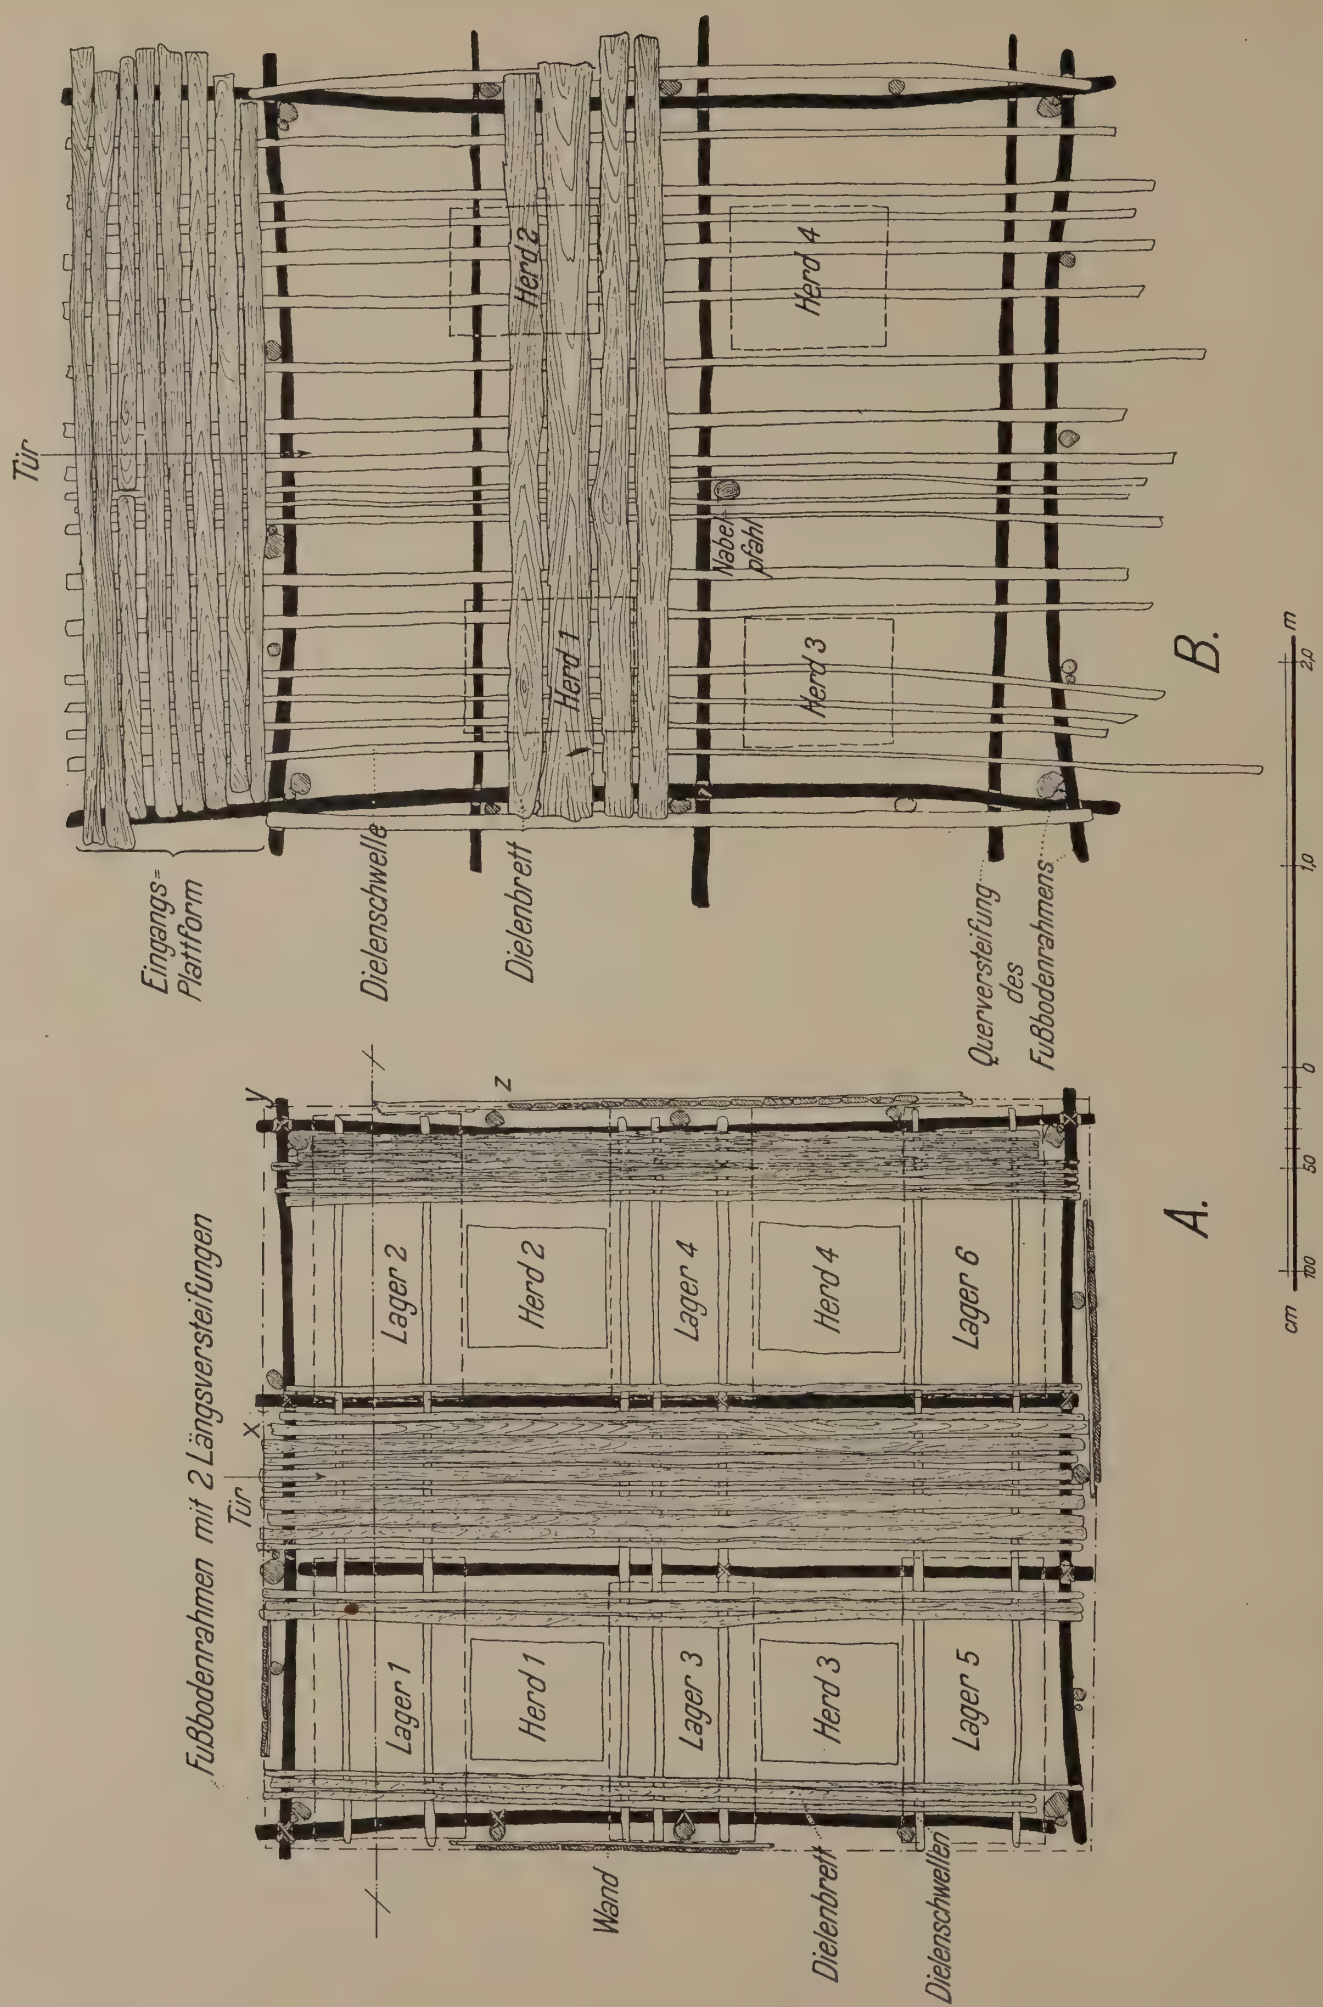 Fußbodenrahmen mit 2 Längsversteifungen
Tür
x
y
z
Lager 1
Herd 1
Lager 3
Herd 3
Lager 5
Lager 2
Herd 2
Lager 4
Herd 4
Lager 6
Wand
Dielenbrett
Dielenschwellen
A.
Tür
Eingangs=
Plattform
Dielenschwelle
Dielenbrett
Querversteifung
des
Fußbodenrahmens
Herd 1
Herd 2
Herd 3
Herd 4
Nabel-
pfahl
B.
cm 100 50 0 1,0 2,0 m